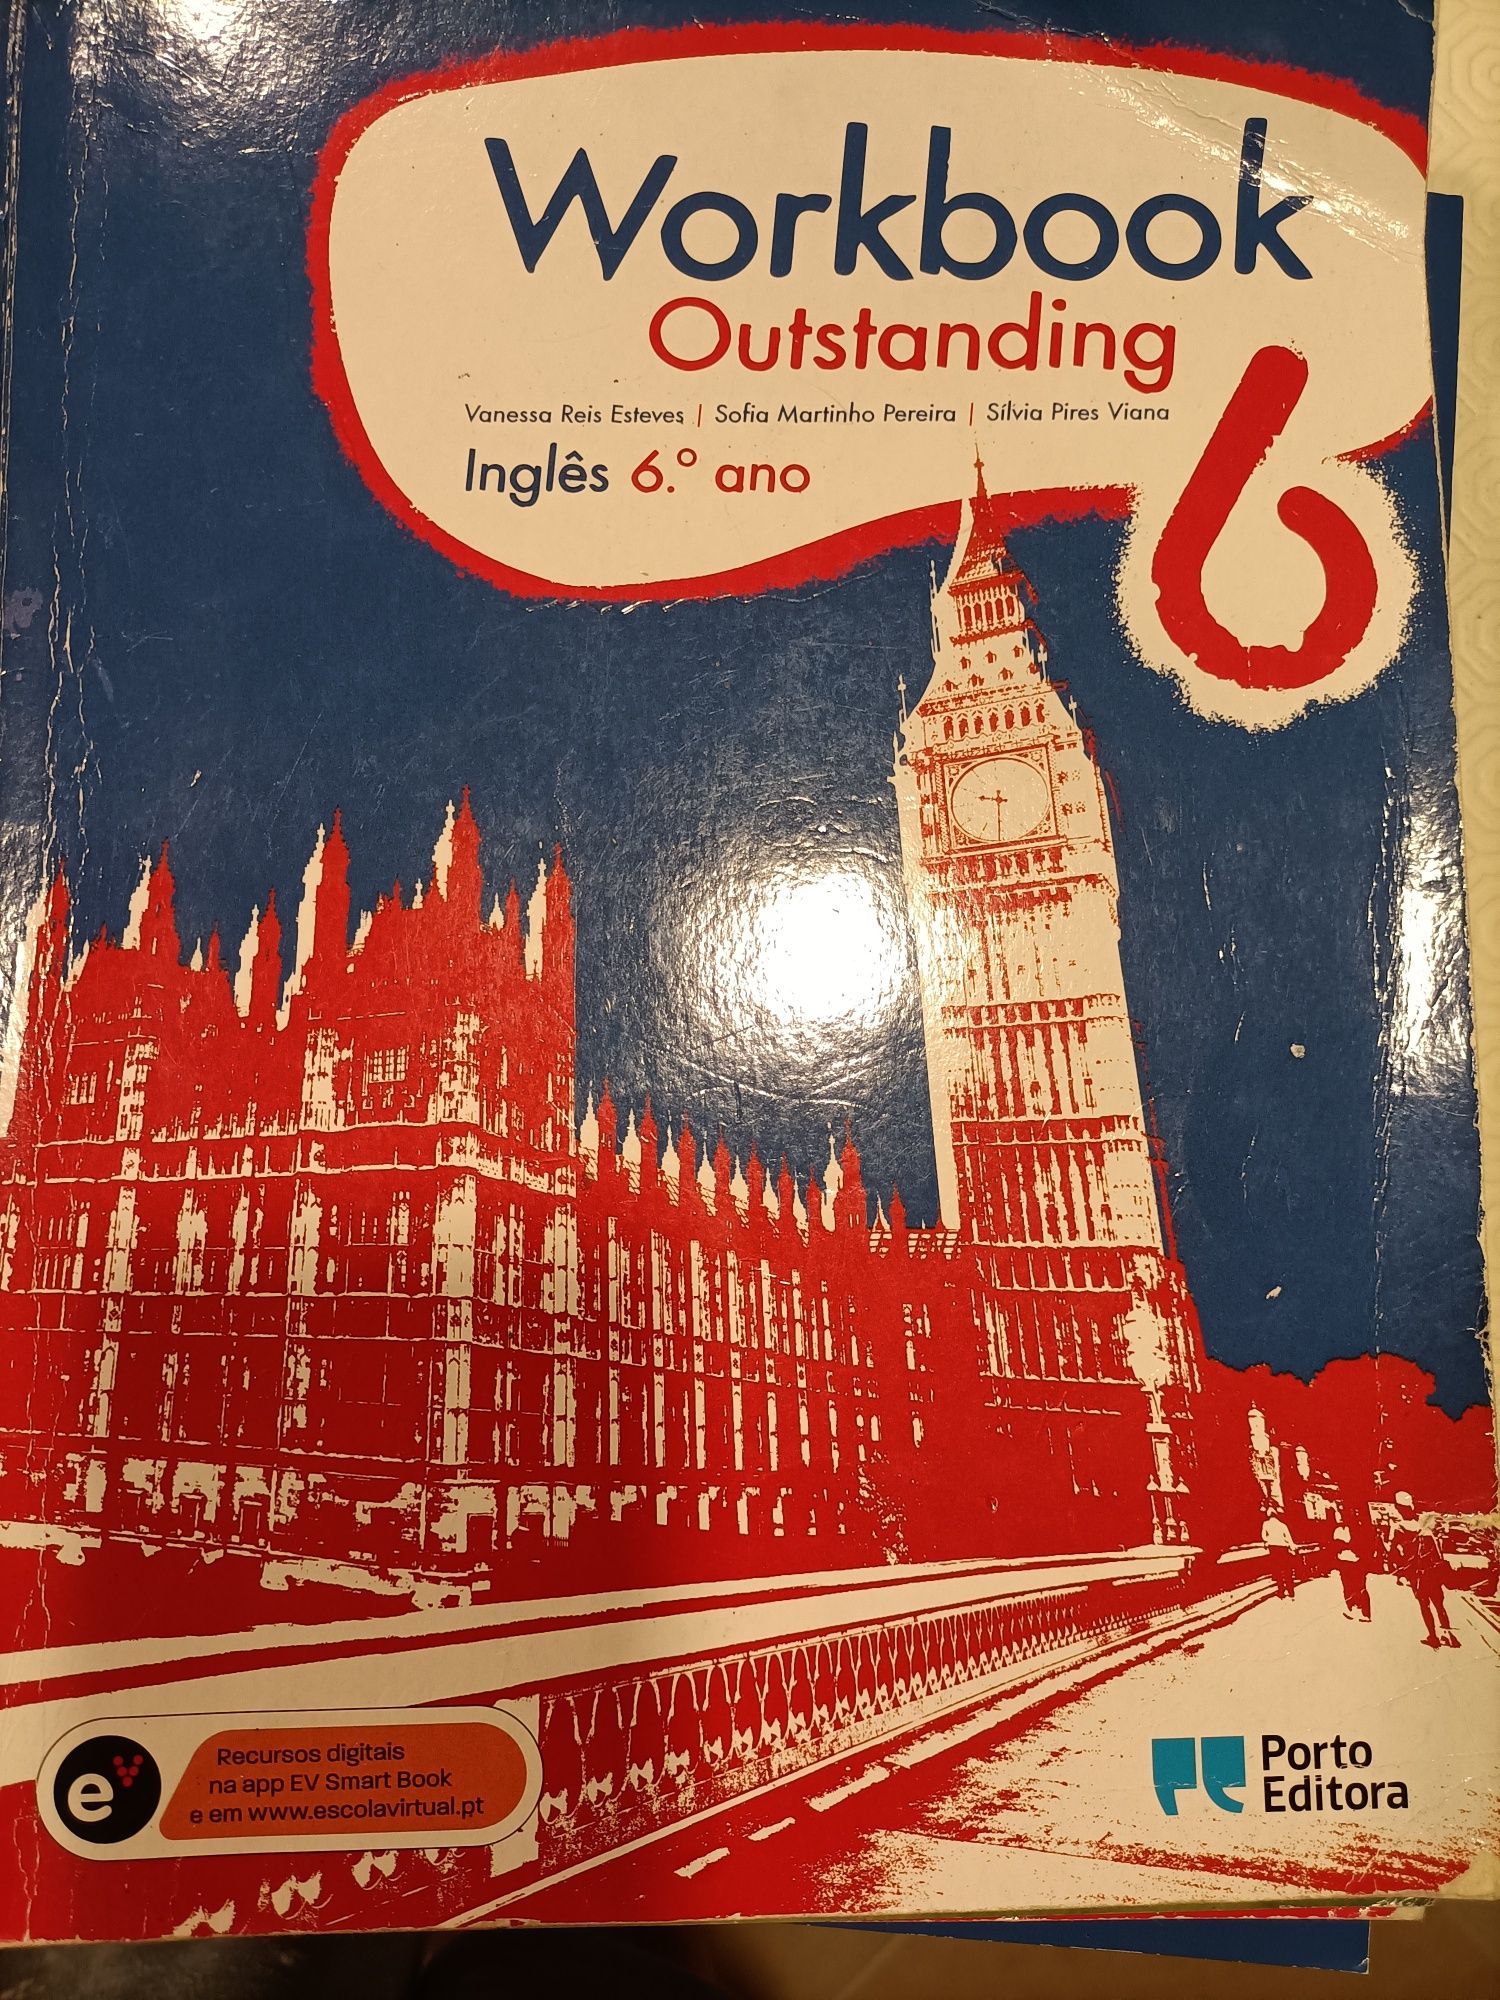 Workbook
Outstanding
6
Vanessa Reis Esteves | Sofia Martinho Pereira | Sílvia Pires Viana
Inglês 6.º ano
e
Recursos digitais
na app EV Smart Book
e em www.escolavirtual.pt
Porto
Editora